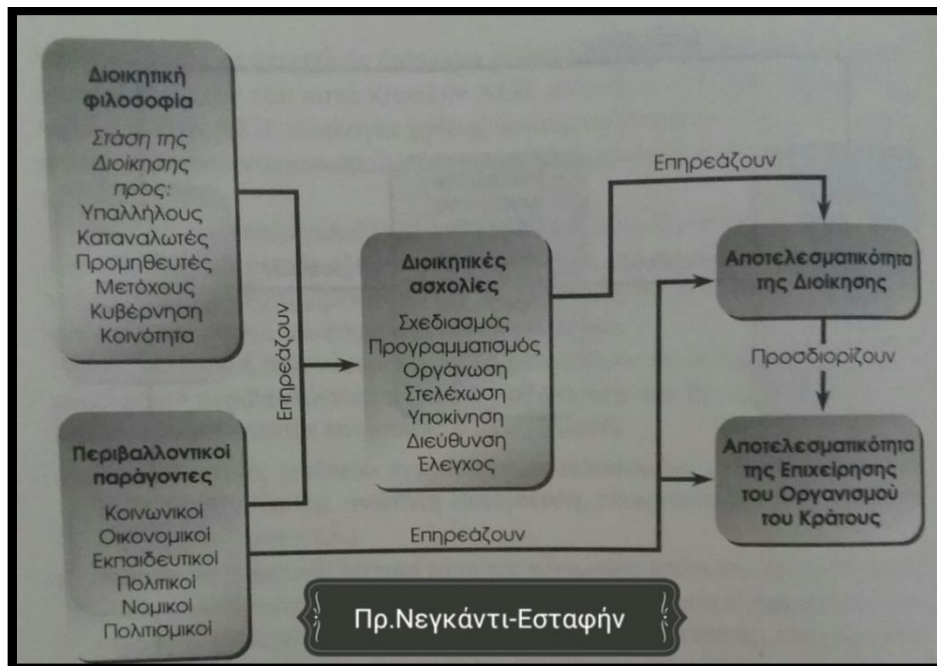 Διοικητική
φιλοσοφία
Στάση της
Διοίκησης
προς:
Υπαλλήλους
Καταναλωτές
Προμηθευτές
Μετόχους
Κυβέρνηση
Κοινότητα
Περιβαλλοντικοί
παράγοντες
Κοινωνικοί
Οικονομικοί
Εκπαιδευτικοί
Πολιτικοί
Νομικοί
Πολιτισμικοί
Επηρεάζουν
Διοικητικές
ασχολίες
Σχεδιασμός
Προγραμματισμός
Οργάνωση
Στελέχωση
Υποκίνηση
Διεύθυνση
Έλεγχος
Επηρεάζουν
Επηρεάζουν
Αποτελεσματικότητα
της Διοίκησης
Προσδιορίζουν
Αποτελεσματικότητα
της Επιχείρησης
του Οργανισμού
του Κράτους
Πρ.Νεγκάντι-Εσταφήν